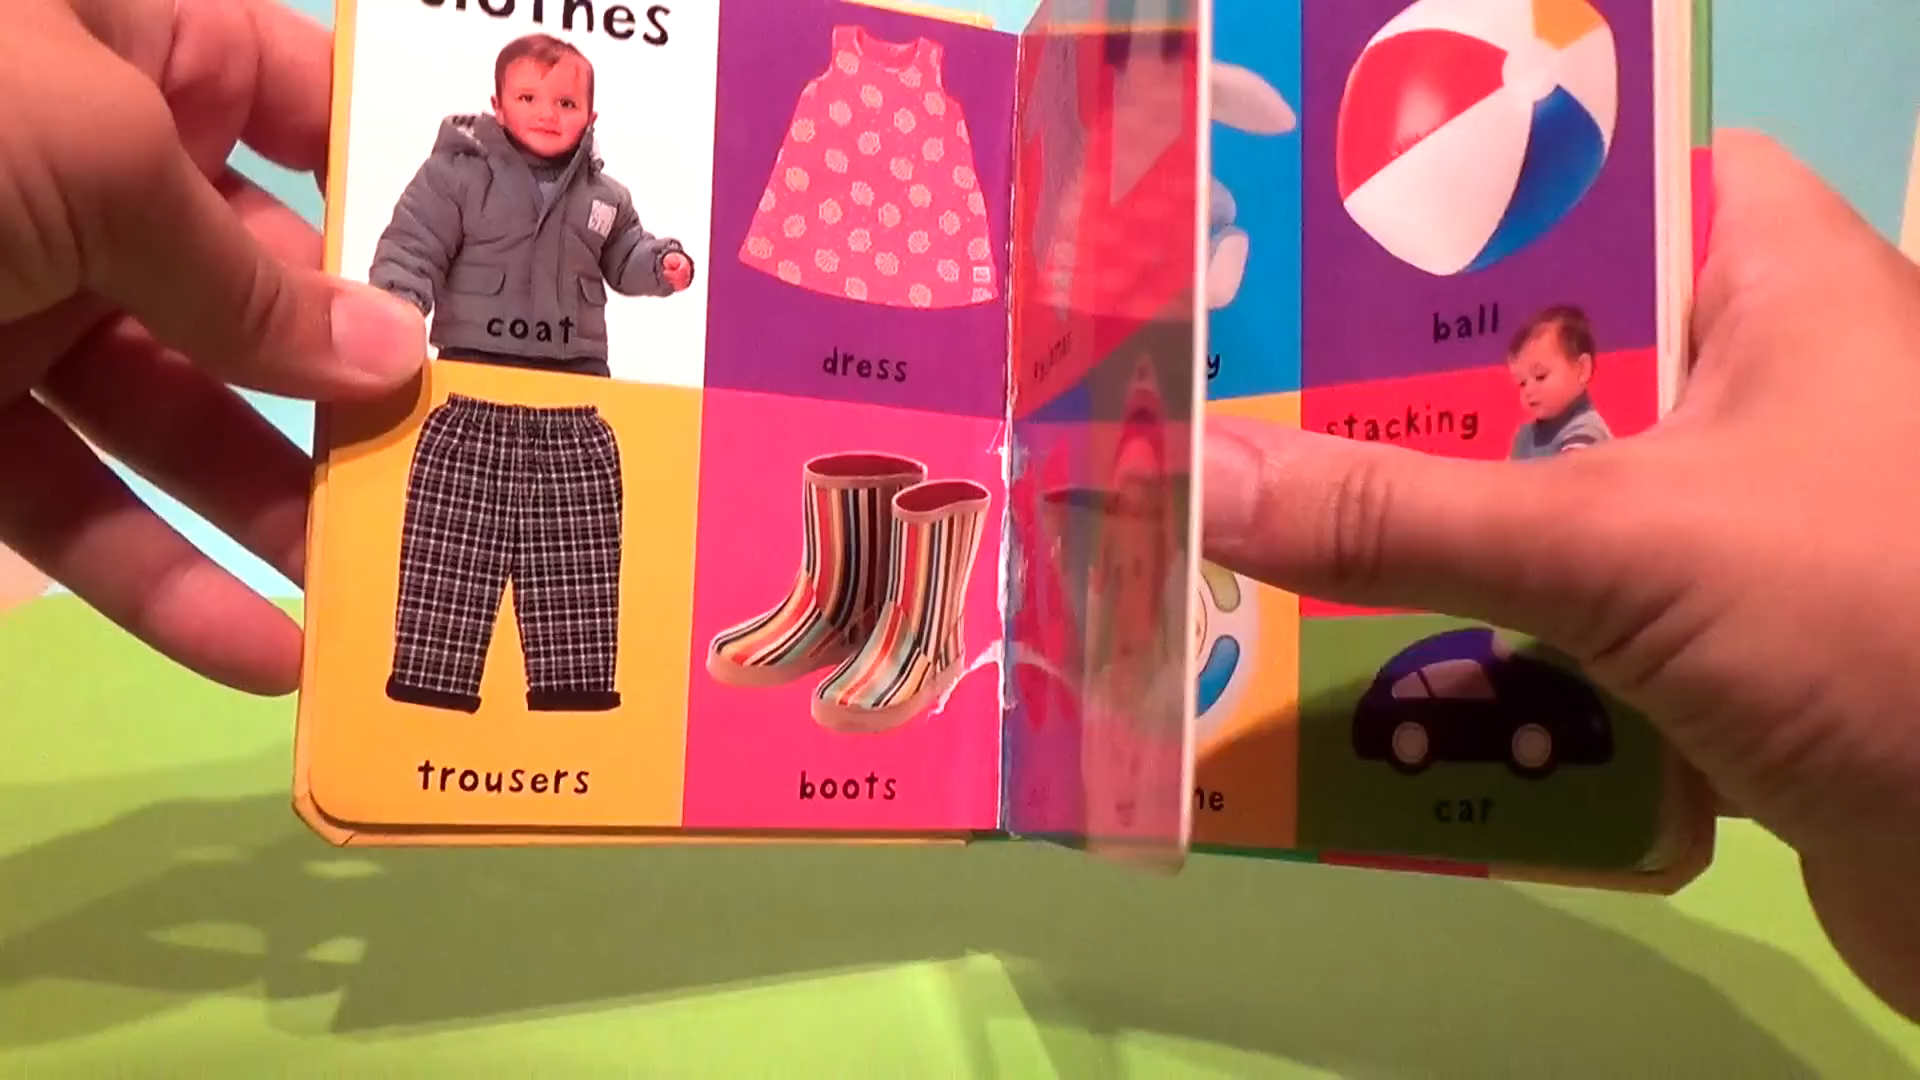 clothes
coat
dress
trousers
boots
ball
stacking
car